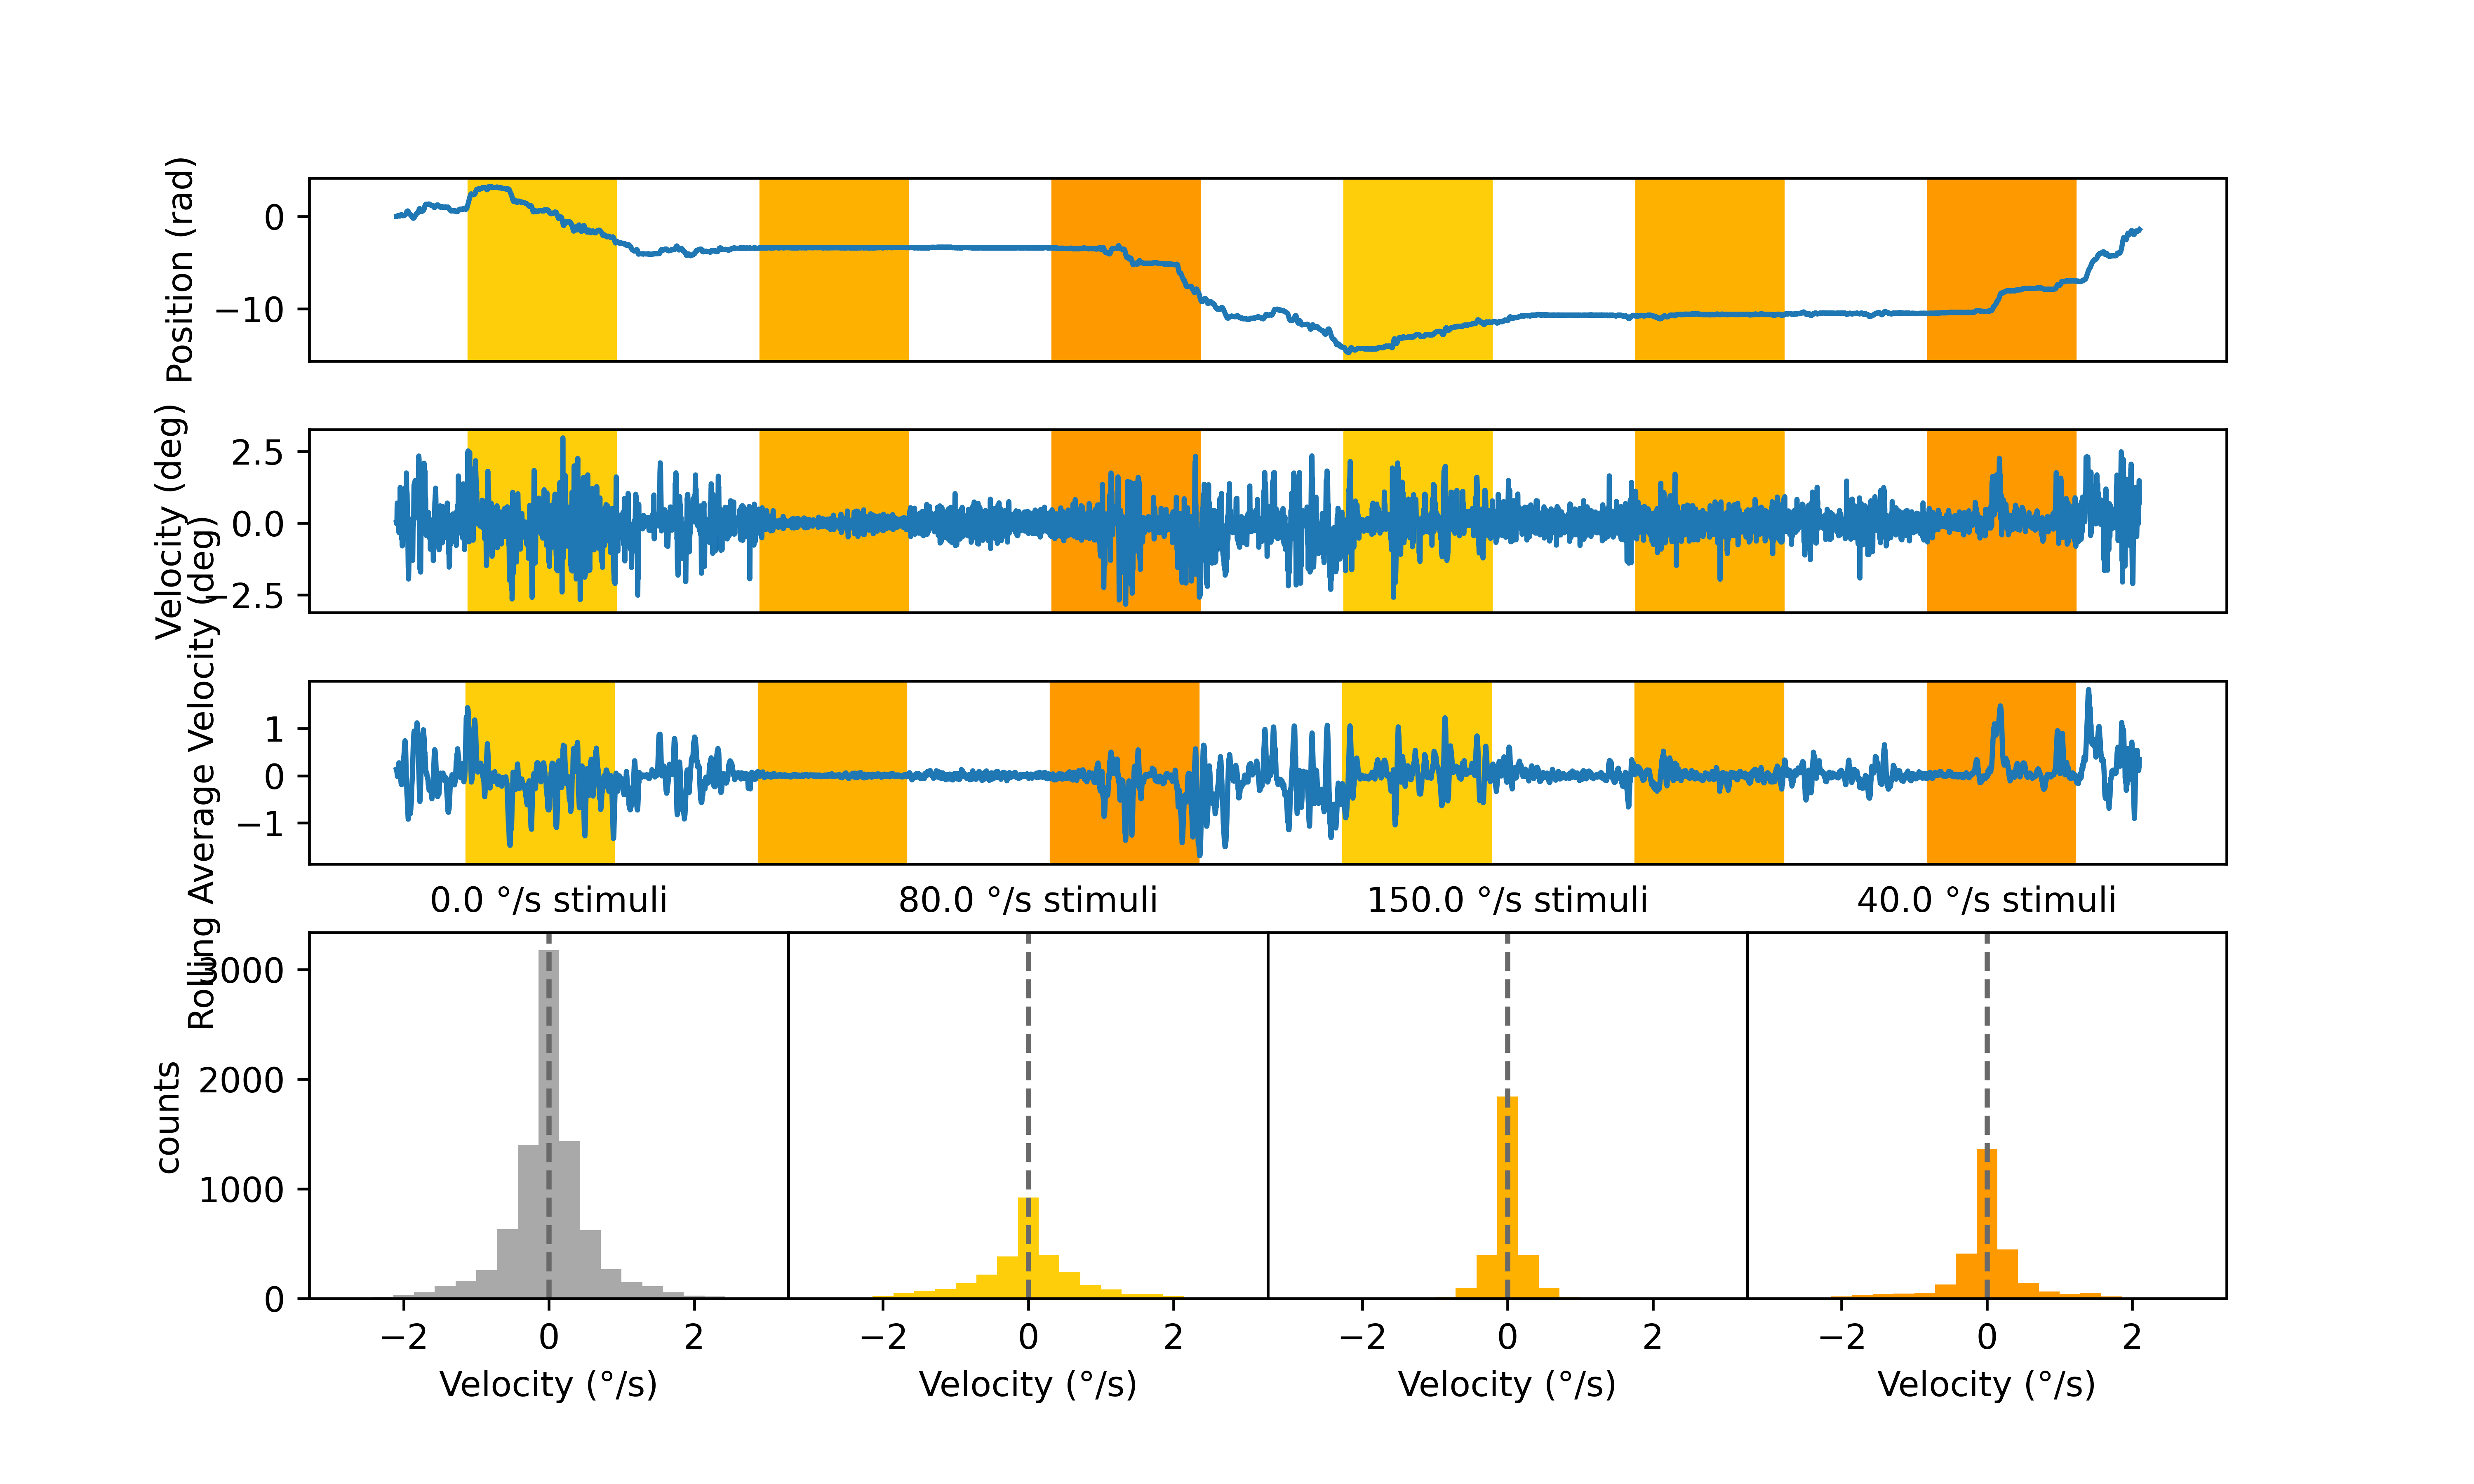 Position (rad)
0
−10
Velocity (deg)
2.5
0.0
−2.5
Rolling Average Velocity (deg)
1
0
−1
0.0 °/s stimuli
80.0 °/s stimuli
150.0 °/s stimuli
40.0 °/s stimuli
counts
3000
2000
1000
0
−2 0 2
−2 0 2
−2 0 2
−2 0 2
Velocity (°/s)
Velocity (°/s)
Velocity (°/s)
Velocity (°/s)